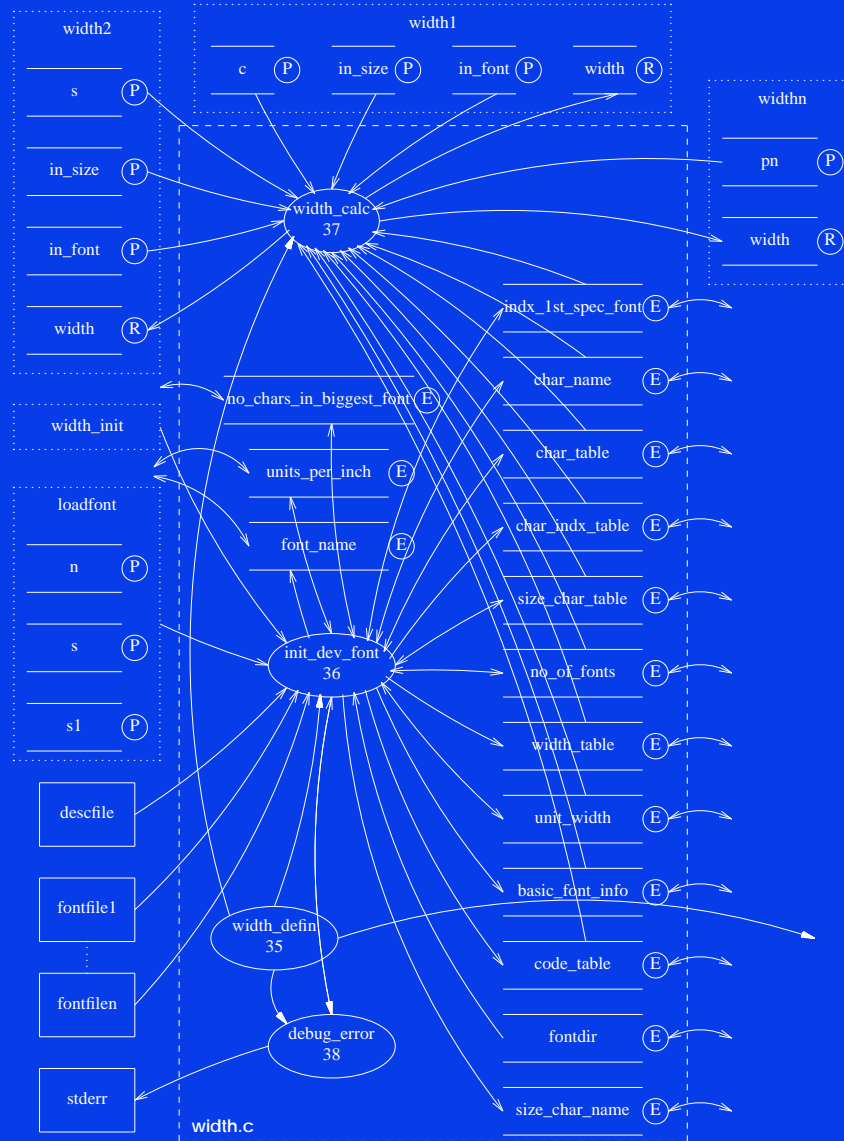 width2
s P
in_size P
in_font P
width R
width1
c P
in_size P
in_font P
width R
widthn
pn P
width R
width_calc
37
indx_1st_spec_font E
char_name E
no_chars_in_biggest_font E
width_init
char_table E
units_per_inch E
loadfont
n P
s P
s1 P
char_indx_table E
font_name E
size_char_table E
init_dev_font
36
no_of_fonts E
width_table E
descfile
unit_width E
fontfile1
basic_font_info E
width_defin
35
code_table E
fontfilen
fontdir E
debug_error
38
stderr
size_char_name E
width.c